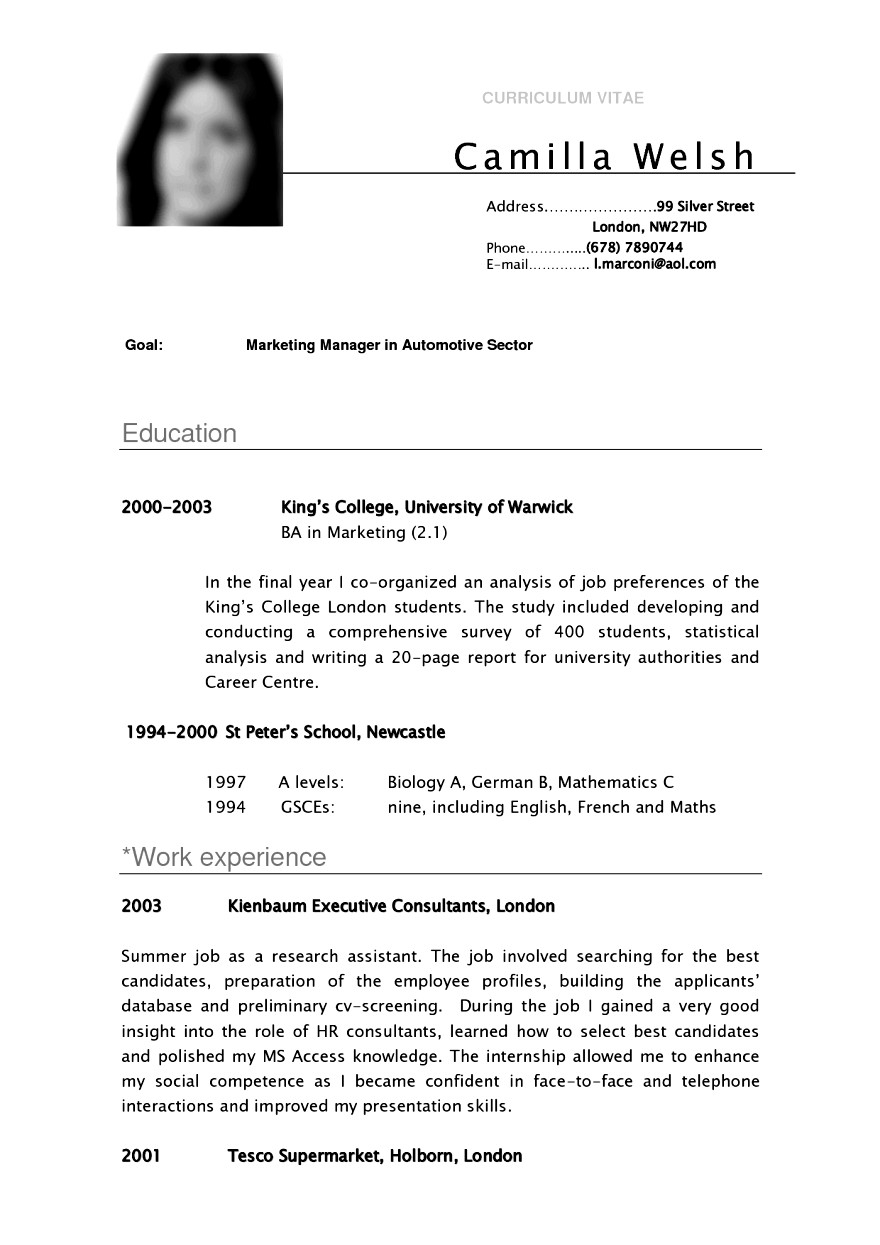 CURRICULUM VITAE
Camilla Welsh
Address…………………….99 Silver Street
London, NW27HD
Phone……….....(678) 7890744
E-mail………….. l.marconi@aol.com
Goal: Marketing Manager in Automotive Sector
Education
2000-2003 King's College, University of Warwick
BA in Marketing (2.1)
In the final year I co-organized an analysis of job preferences of the
King's College London students. The study included developing and
conducting a comprehensive survey of 400 students, statistical
analysis and writing a 20-page report for university authorities and
Career Centre.
1994-2000 St Peter's School, Newcastle
1997 A levels: Biology A, German B, Mathematics C
1994 GSCEs: nine, including English, French and Maths
*Work experience
2003 Kienbaum Executive Consultants, London
Summer job as a research assistant. The job involved searching for the best
candidates, preparation of the employee profiles, building the applicants'
database and preliminary cv-screening. During the job I gained a very good
insight into the role of HR consultants, learned how to select best candidates
and polished my MS Access knowledge. The internship allowed me to enhance
my social competence as I became confident in face-to-face and telephone
interactions and improved my presentation skills.
2001 Tesco Supermarket, Holborn, London